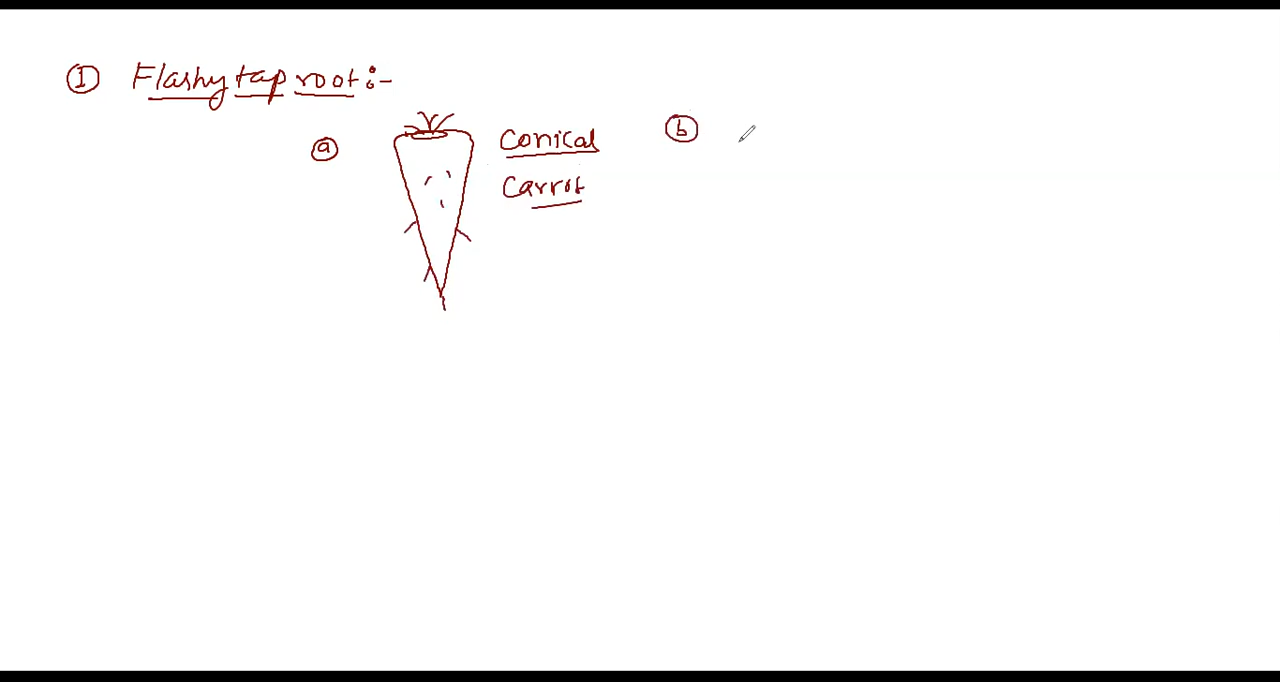 ① Flashy tap root :-
ⓐ Conical ⓑ
Carrot